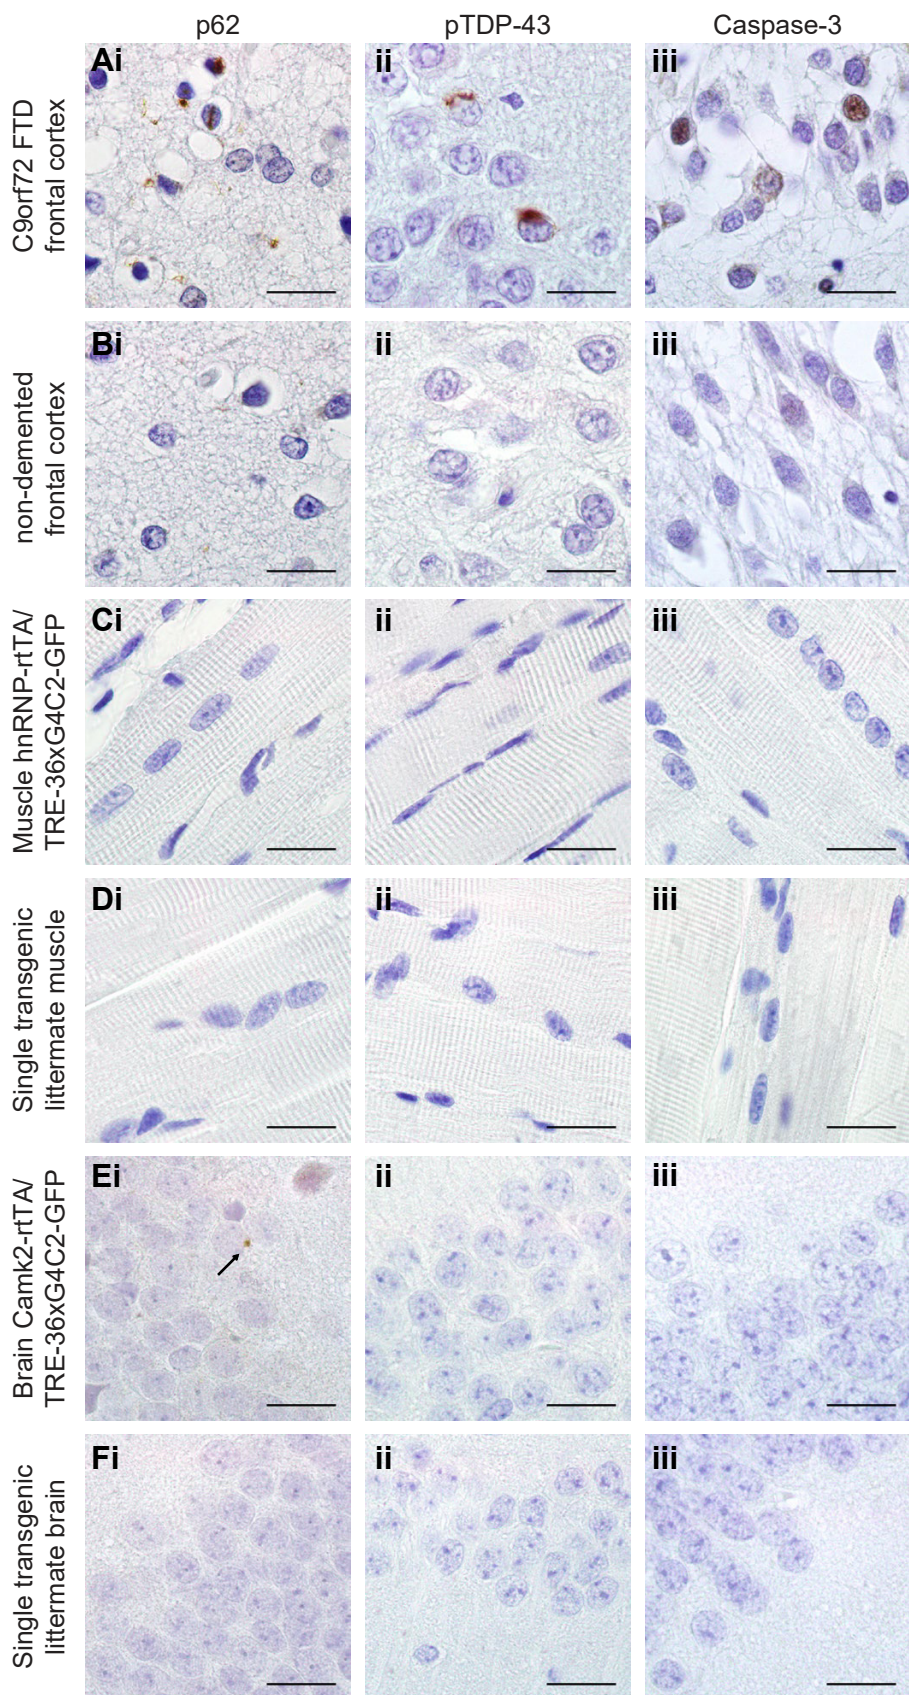 p62 pTDP-43 Caspase-3
C9orf72 FTD
frontal cortex
Ai ii iii
non-demented
frontal cortex
Bi ii iii
Muscle hnRNP-rtTA/
TRE-36xG4C2-GFP
Ci ii iii
Single transgenic
littermate muscle
Di ii iii
Brain Camk2-rtTA/
TRE-36xG4C2-GFP
Ei ii iii
Single transgenic
littermate brain
Fi ii iii